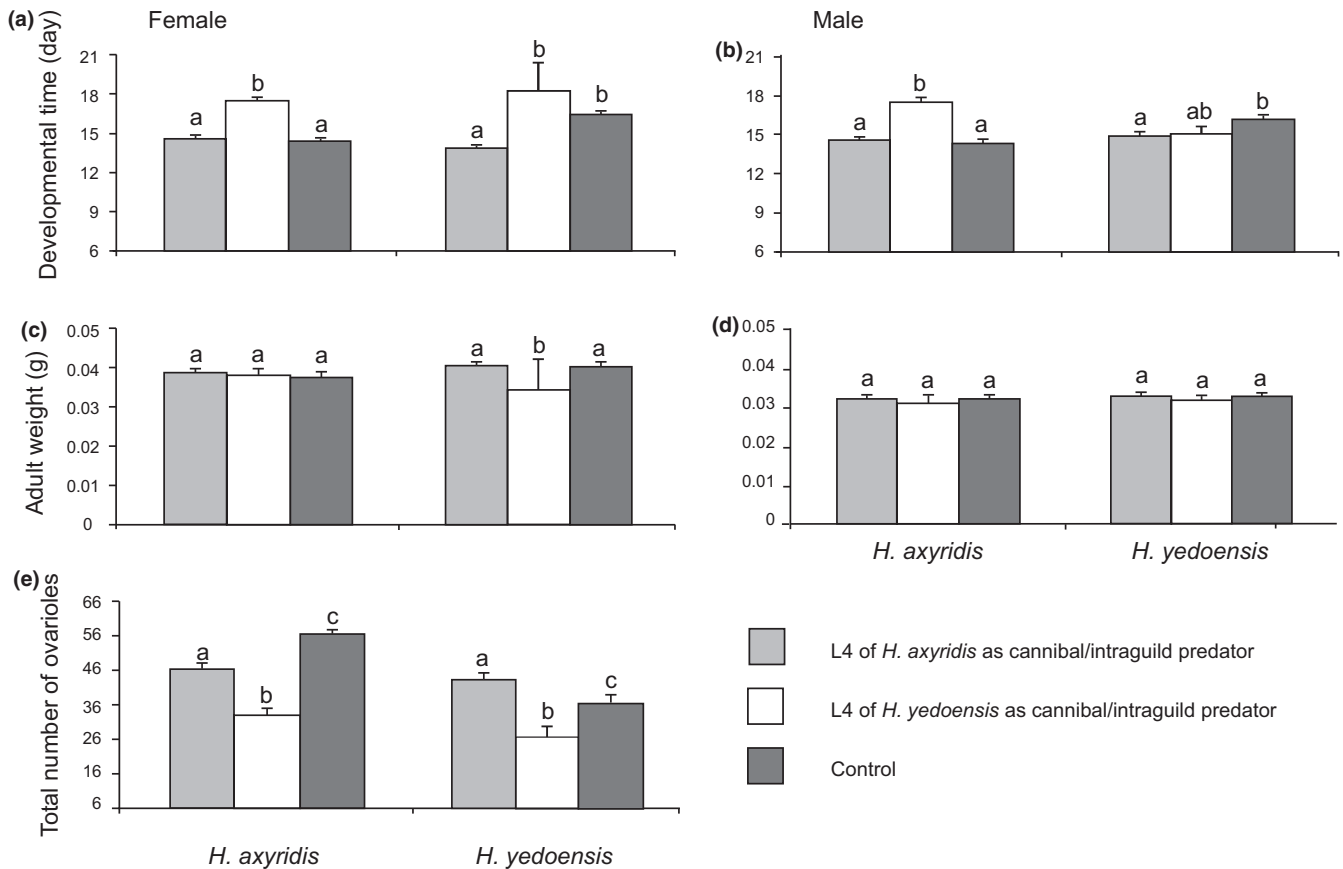 (a) Female Male
Developmental time (day)
21
18
15
12
9
6
a b a
a b b
(b)
21
18
15
12
9
6
a b a
a ab b
(c)
Adult weight (g)
0.05
0.04
0.03
0.02
0.01
0
a a a
a b a
(d)
0.05
0.04
0.03
0.02
0.01
0
a a a
a a a
H. axyridis H. yedoensis
(e)
Total number of ovarioles
66
56
46
36
26
16
6
a b c
a b c
H. axyridis H. yedoensis
L4 of H. axyridis as cannibal/intraguild predator
L4 of H. yedoensis as cannibal/intraguild predator
Control